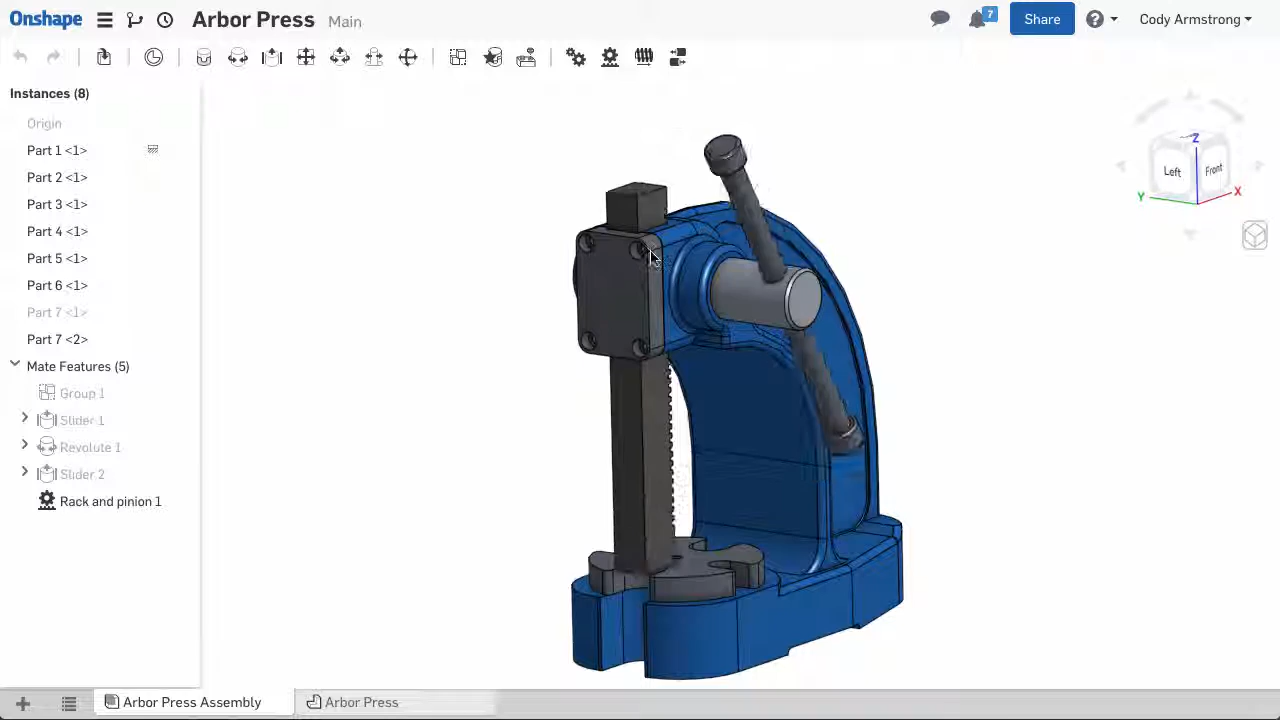 Onshape
Arbor Press Main
7
Share
Cody Armstrong
Instances (8)
Origin
Part 1 <1>
Part 2 <1>
Part 3 <1>
Part 4 <1>
Part 5 <1>
Part 6 <1>
Part 7 <1>
Part 7 <2>
Mate Features (5)
Group 1
Slider 1
Revolute 1
Slider 2
Rack and pinion 1
Z
Left
Front
Y
X
Arbor Press Assembly
Arbor Press